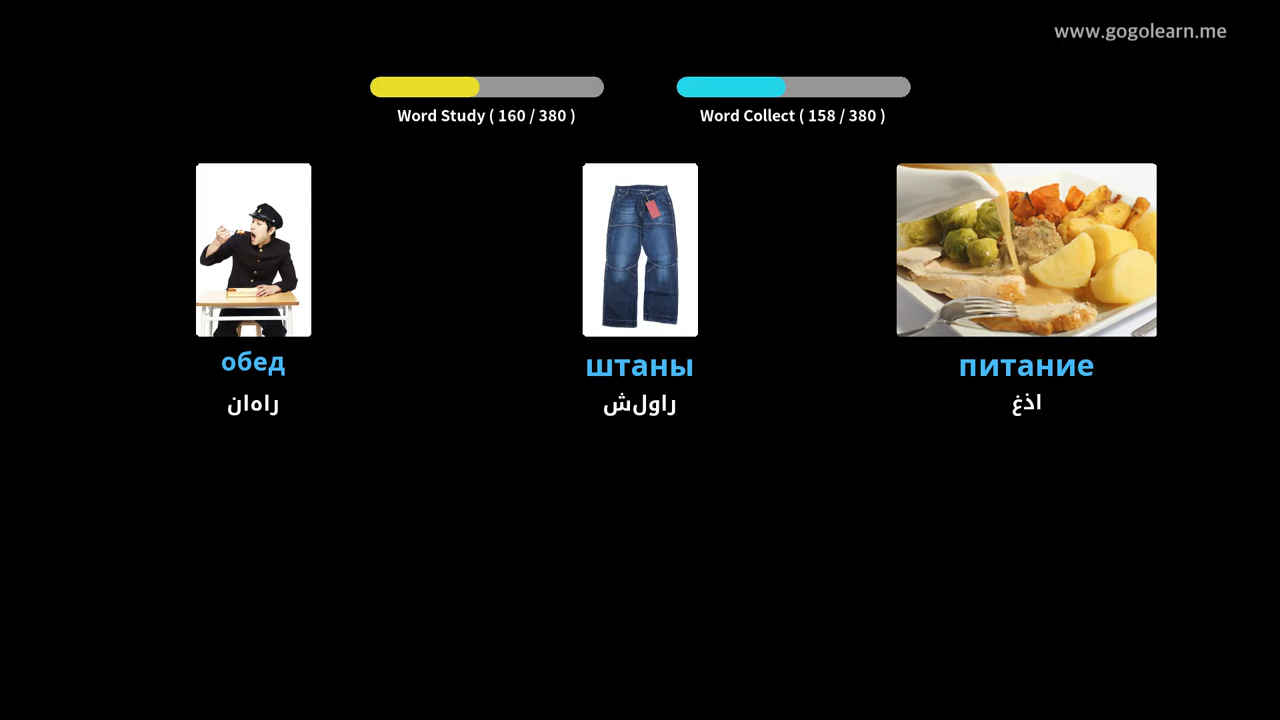 www.gogolearn.me
Word Study ( 160 / 380 )
Word Collect ( 158 / 380 )
обед
штаны
питание
راهان
راولش
اذغ